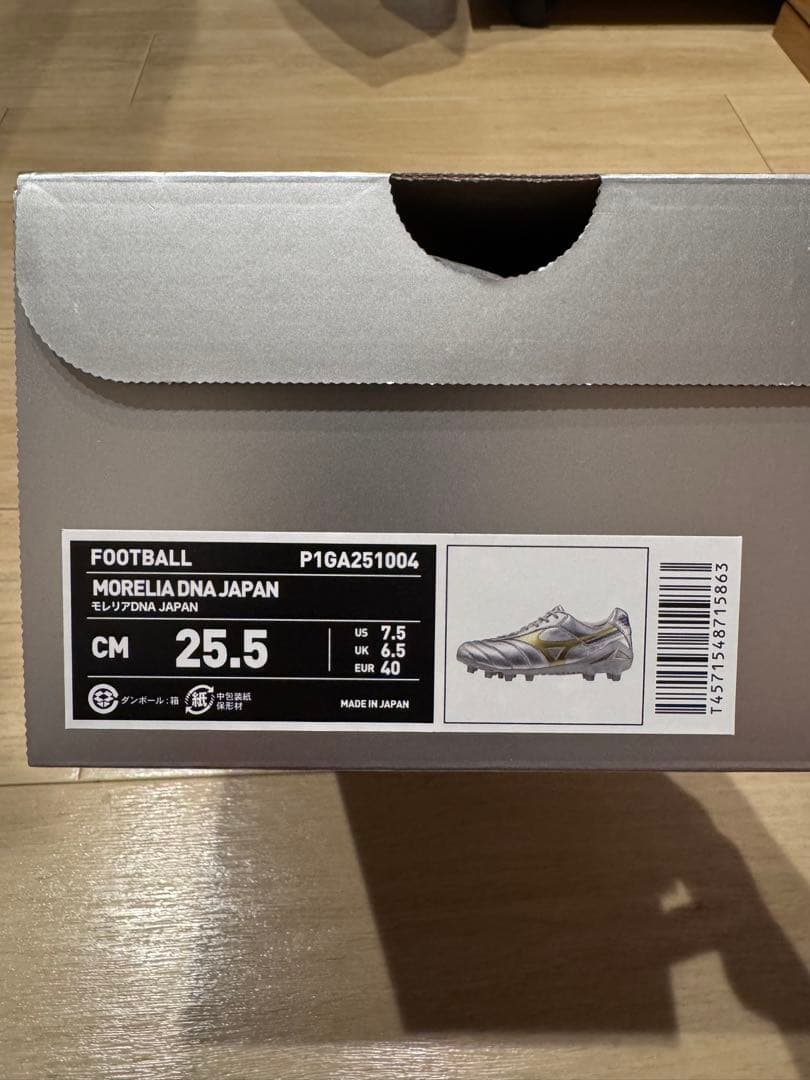 FOOTBALL P1GA251004
MORELIA DNA JAPAN
モレリアDNA JAPAN
CM 25.5
US 7.5
UK 6.5
EUR 40
ダンボール:箱
紙
中包装紙
保形材
MADE IN JAPAN
T4571548715863